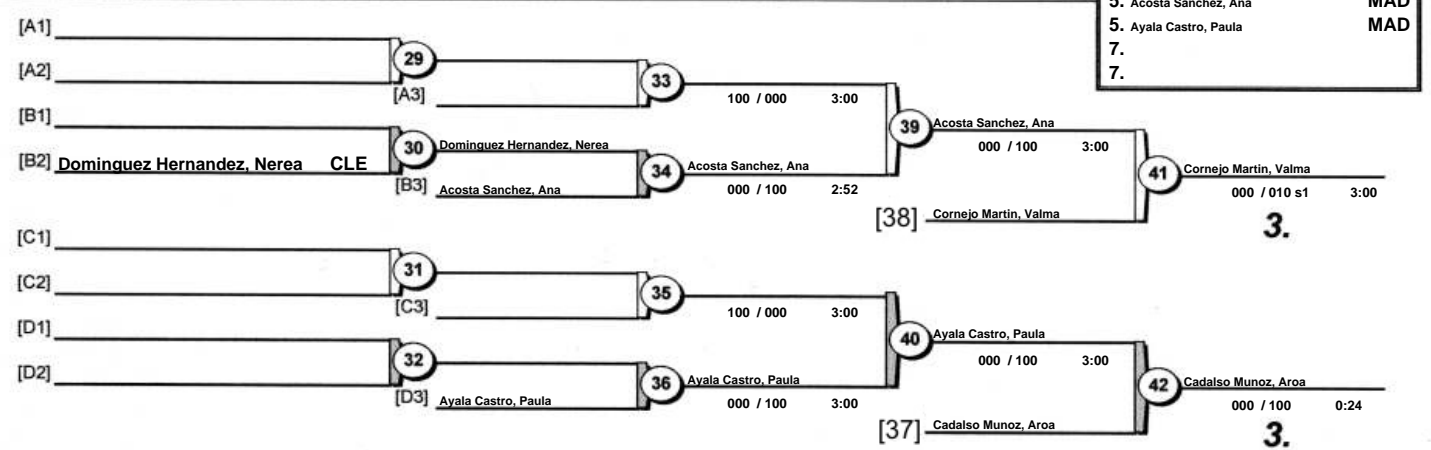 5. Acosta Sanchez, Ana MAD
5. Ayala Castro, Paula MAD
7.
7.
[A1]
29
[A2]
33
[A3]
100 / 000 3:00
[B1]
39 Acosta Sanchez, Ana
30 Dominguez Hernandez, Nerea
000 / 100 3:00
[B2] Dominguez Hernandez, Nerea CLE
34 Acosta Sanchez, Ana
41 Cornejo Martin, Valma
[B3] Acosta Sanchez, Ana
000 / 100 2:52
000 / 010 s1 3:00
[38] Cornejo Martin, Valma
3.
[C1]
31
[C2]
35
[C3]
100 / 000 3:00
[D1]
40 Ayala Castro, Paula
32
000 / 100 3:00
[D2]
36 Ayala Castro, Paula
42 Cadalso Munoz, Aroa
[D3] Ayala Castro, Paula
000 / 100 3:00
000 / 100 0:24
[37] Cadalso Munoz, Aroa
3.